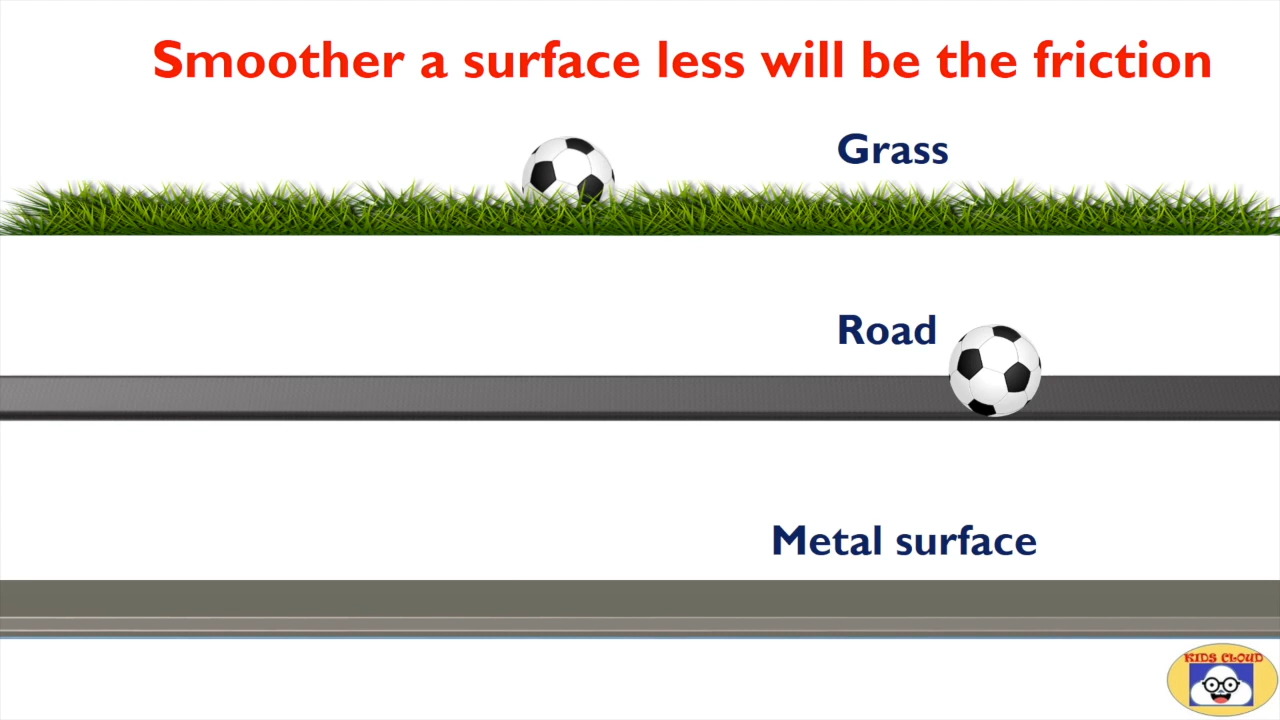 Smoother a surface less will be the friction
Grass
Road
Metal surface
KIDS CLOUD